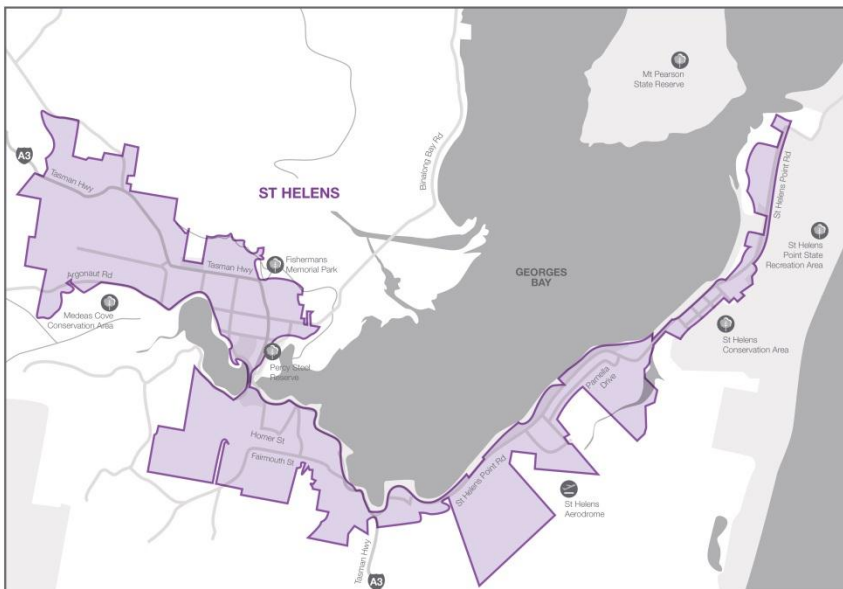 Mt Pearson
State Reserve
A3
Tasman Hwy
ST HELENS
Binalong Bay Rd
St Helens Point Rd
St Helens
Point State
Recreation Area
Fishermans
Memorial Park
Tasman Hwy
GEORGES
BAY
Argonaut Rd
Medeas Cove
Conservation Area
St Helens
Conservation Area
Percy Steel
Reserve
Parnella
Drive
Homer St
Fairmouth St
St Helens Point Rd
St Helens
Aerodrome
Tasman Hwy
A3